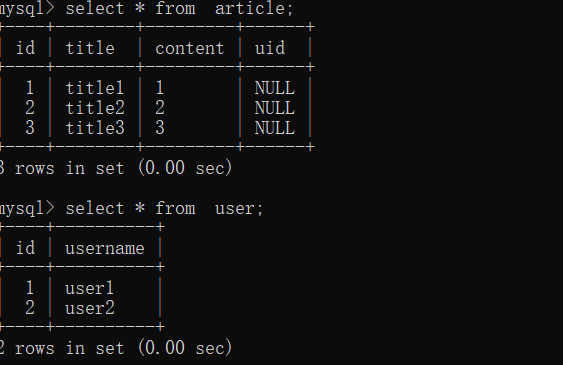 mysql> select * from  article;
+----+--------+---------+------+
| id | title  | content | uid  |
+----+--------+---------+------+
|  1 | title1 | 1       | NULL |
|  2 | title2 | 2       | NULL |
|  3 | title3 | 3       | NULL |
+----+--------+---------+------+
3 rows in set (0.00 sec)

mysql> select * from  user;
+----+----------+
| id | username |
+----+----------+
|  1 | user1    |
|  2 | user2    |
+----+----------+
2 rows in set (0.00 sec)